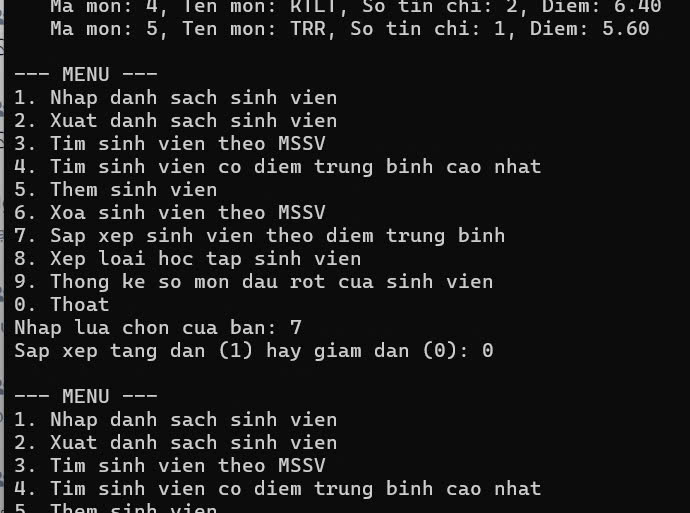 Ma mon: 4, Ten mon: KTLT, So tin chi: 2, Diem: 6.40
Ma mon: 5, Ten mon: TRR, So tin chi: 1, Diem: 5.60
--- MENU ---
1. Nhap danh sach sinh vien
2. Xuat danh sach sinh vien
3. Tim sinh vien theo MSSV
4. Tim sinh vien co diem trung binh cao nhat
5. Them sinh vien
6. Xoa sinh vien theo MSSV
7. Sap xep sinh vien theo diem trung binh
8. Xep loai hoc tap sinh vien
9. Thong ke so mon dau rot cua sinh vien
0. Thoat
Nhap lua chon cua ban: 7
Sap xep tang dan (1) hay giam dan (0): 0
--- MENU ---
1. Nhap danh sach sinh vien
2. Xuat danh sach sinh vien
3. Tim sinh vien theo MSSV
4. Tim sinh vien co diem trung binh cao nhat
5. Them sinh vien